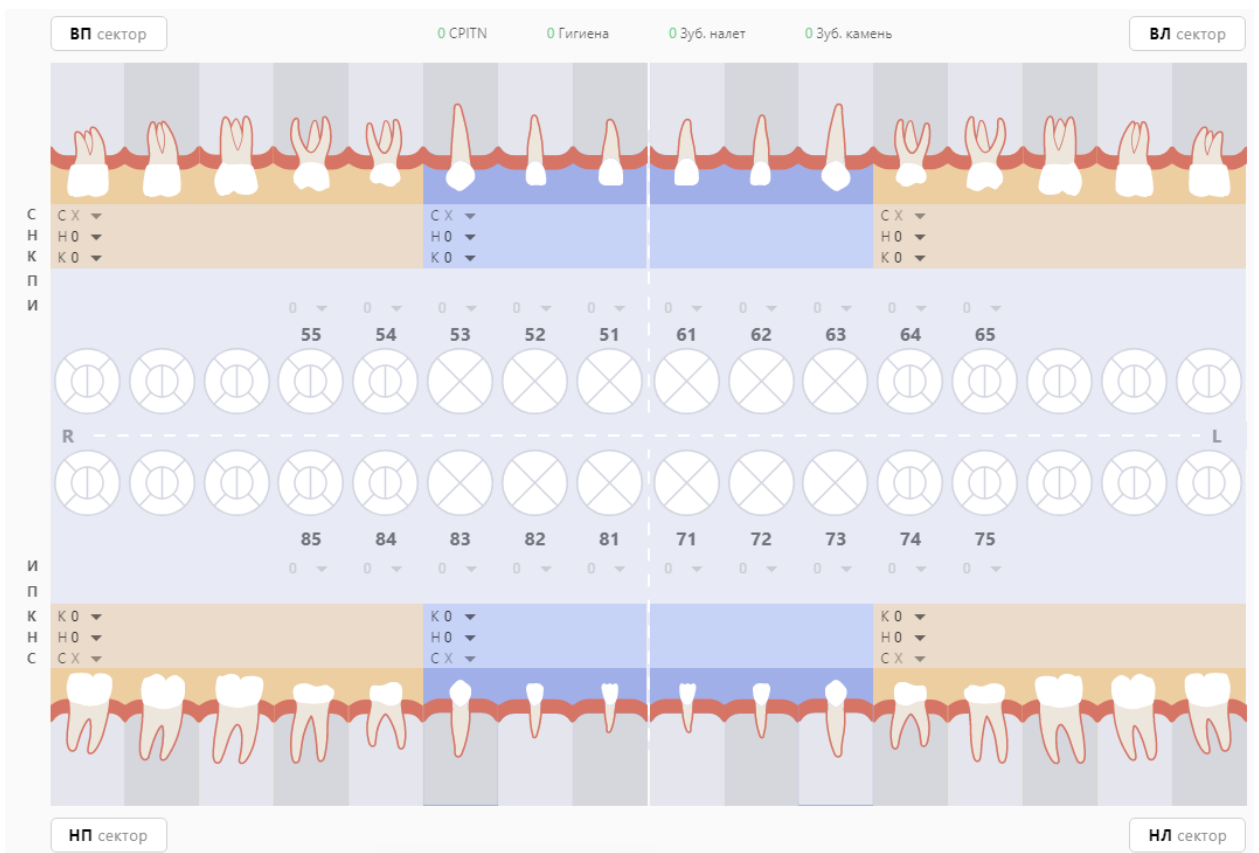 ВП сектор 0 CPITN 0 Гигиена 0 Зуб. налет 0 Зуб. камень ВЛ сектор
С С X С X С X
Н Н 0 Н 0 Н 0
К К 0 К 0 К 0
П
И 0 0 0 0 0 0 0 0 0 0
55 54 53 52 51 61 62 63 64 65
R L
85 84 83 82 81 71 72 73 74 75
И 0 0 0 0 0 0 0 0 0 0
П
К К 0 К 0 К 0
Н Н 0 Н 0 Н 0
С С X С X С X
НП сектор НЛ сектор